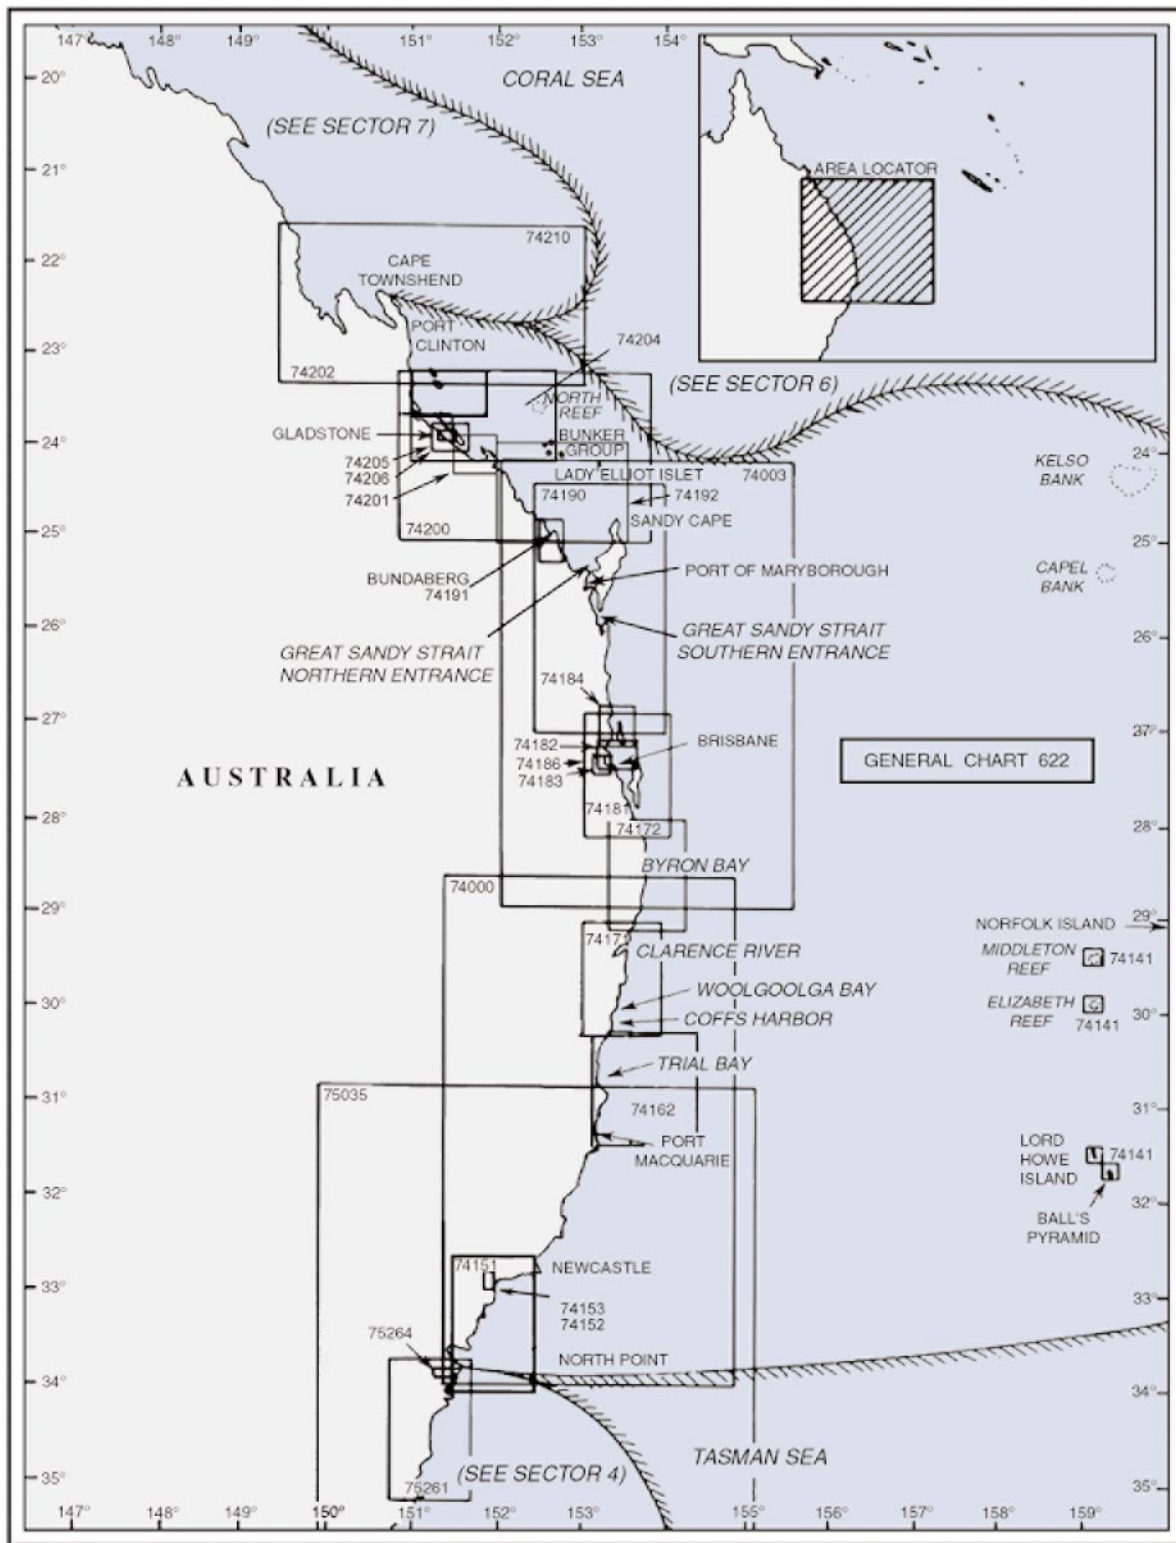 147° 148° 149° 151° 152° 153° 154°
20°
CORAL SEA
(SEE SECTOR 7)
21°
AREA LOCATOR
22°
74210
CAPE
TOWNSHEND
23°
PORT
CLINTON
74204
74202
(SEE SECTOR 6)
NORTH
REEF
24°
GLADSTONE
BUNKER
GROUP
24°
74205
74206
74201
LADY ELLIOT ISLET
74003
KELSO
BANK
74190
74192
25°
74200
SANDY CAPE
25°
BUNDABERG
74191
PORT OF MARYBOROUGH
CAPEL
BANK
26°
GREAT SANDY STRAIT
NORTHERN ENTRANCE
GREAT SANDY STRAIT
SOUTHERN ENTRANCE
26°
74184
27°
74182
74186
74183
BRISBANE
27°
GENERAL CHART 622
AUSTRALIA
28°
74181
74172
28°
BYRON BAY
74000
29°
29°
NORFOLK ISLAND
74171
CLARENCE RIVER
MIDDLETON
REEF
74141
WOOLGOOLGA BAY
30°
COFFS HARBOR
ELIZABETH
REEF
74141
30°
TRIAL BAY
31°
75035
74162
31°
PORT
MACQUARIE
LORD
HOWE
ISLAND
74141
32°
32°
BALL'S
PYRAMID
74151
NEWCASTLE
33°
74153
74152
33°
75264
NORTH POINT
34°
34°
TASMAN SEA
(SEE SECTOR 4)
35°
75261
35°
147° 148° 149° 150° 151° 152° 153° 154° 155° 156° 157° 158° 159°